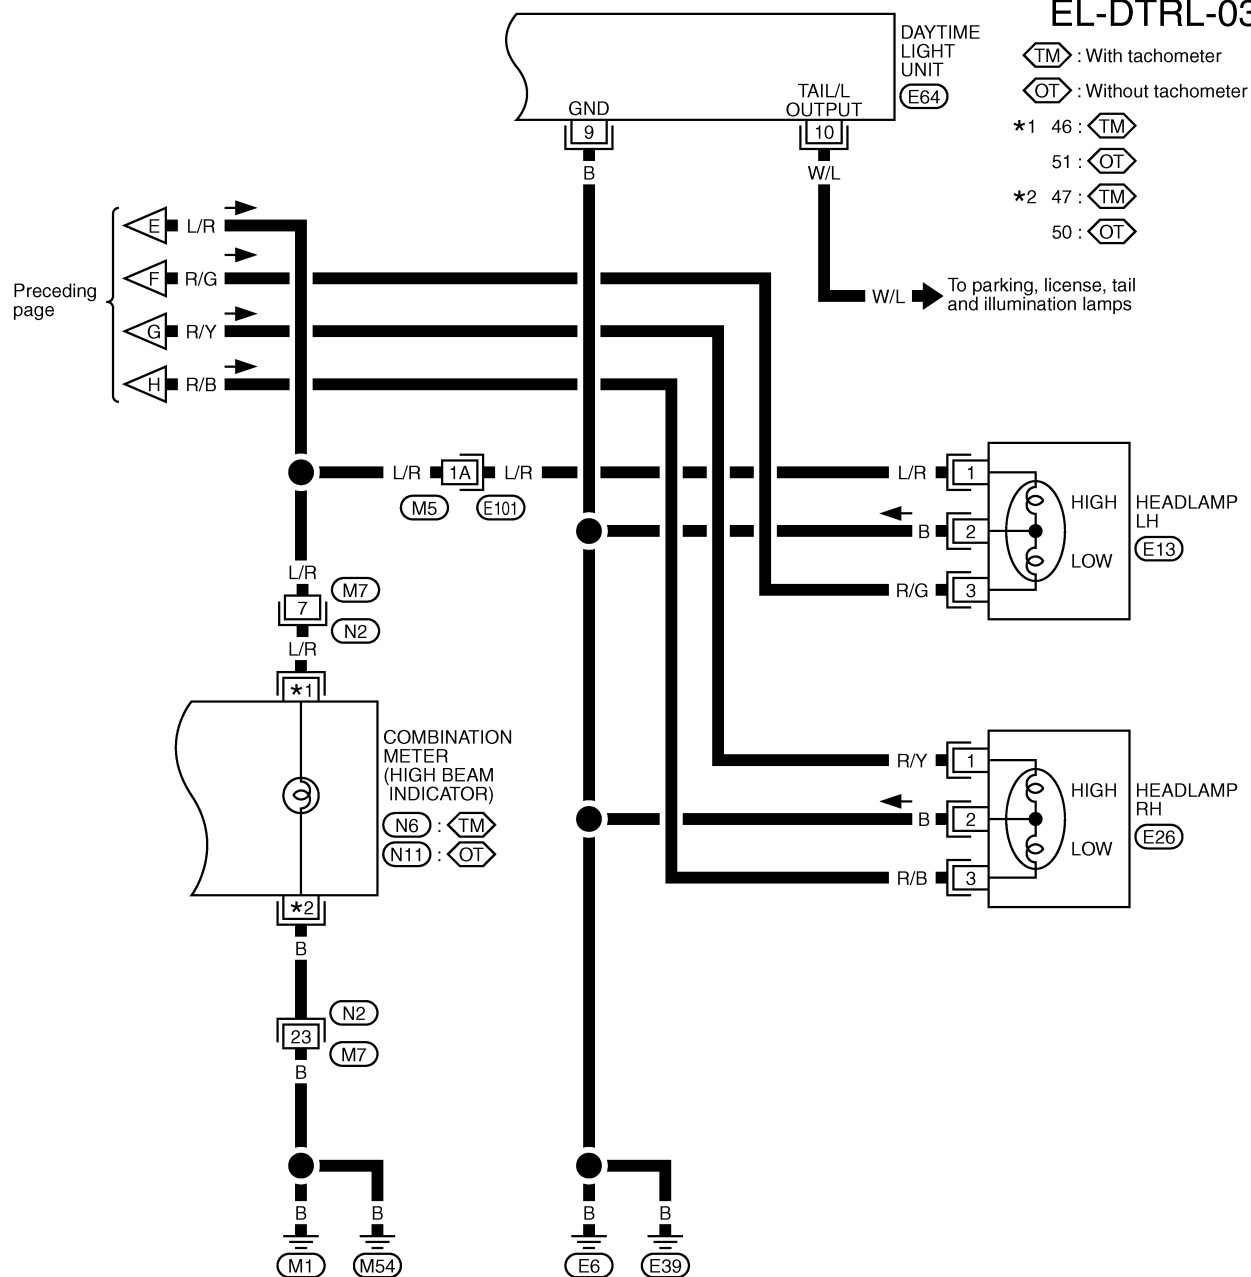 EL-DTRL-03
DAYTIME
LIGHT
UNIT
E64
TM : With tachometer
OT : Without tachometer
*1 46 : TM
51 : OT
*2 47 : TM
50 : OT
GND
TAIL/L
OUTPUT
9
10
B
W/L
E L/R
F R/G
G R/Y
H R/B
Preceding
page
W/L
To parking, license, tail
and illumination lamps
L/R 1A L/R
M5 E101
L/R 1
B 2
R/G 3
HIGH
LOW
HEADLAMP
LH
E13
L/R
7
M7
N2
L/R
*1
COMBINATION
METER
(HIGH BEAM
INDICATOR)
N6 : TM
N11 : OT
*2
R/Y 1
B 2
R/B 3
HIGH
LOW
HEADLAMP
RH
E26
B
N2
23
M7
B
B B B B
M1 M54 E6 E39